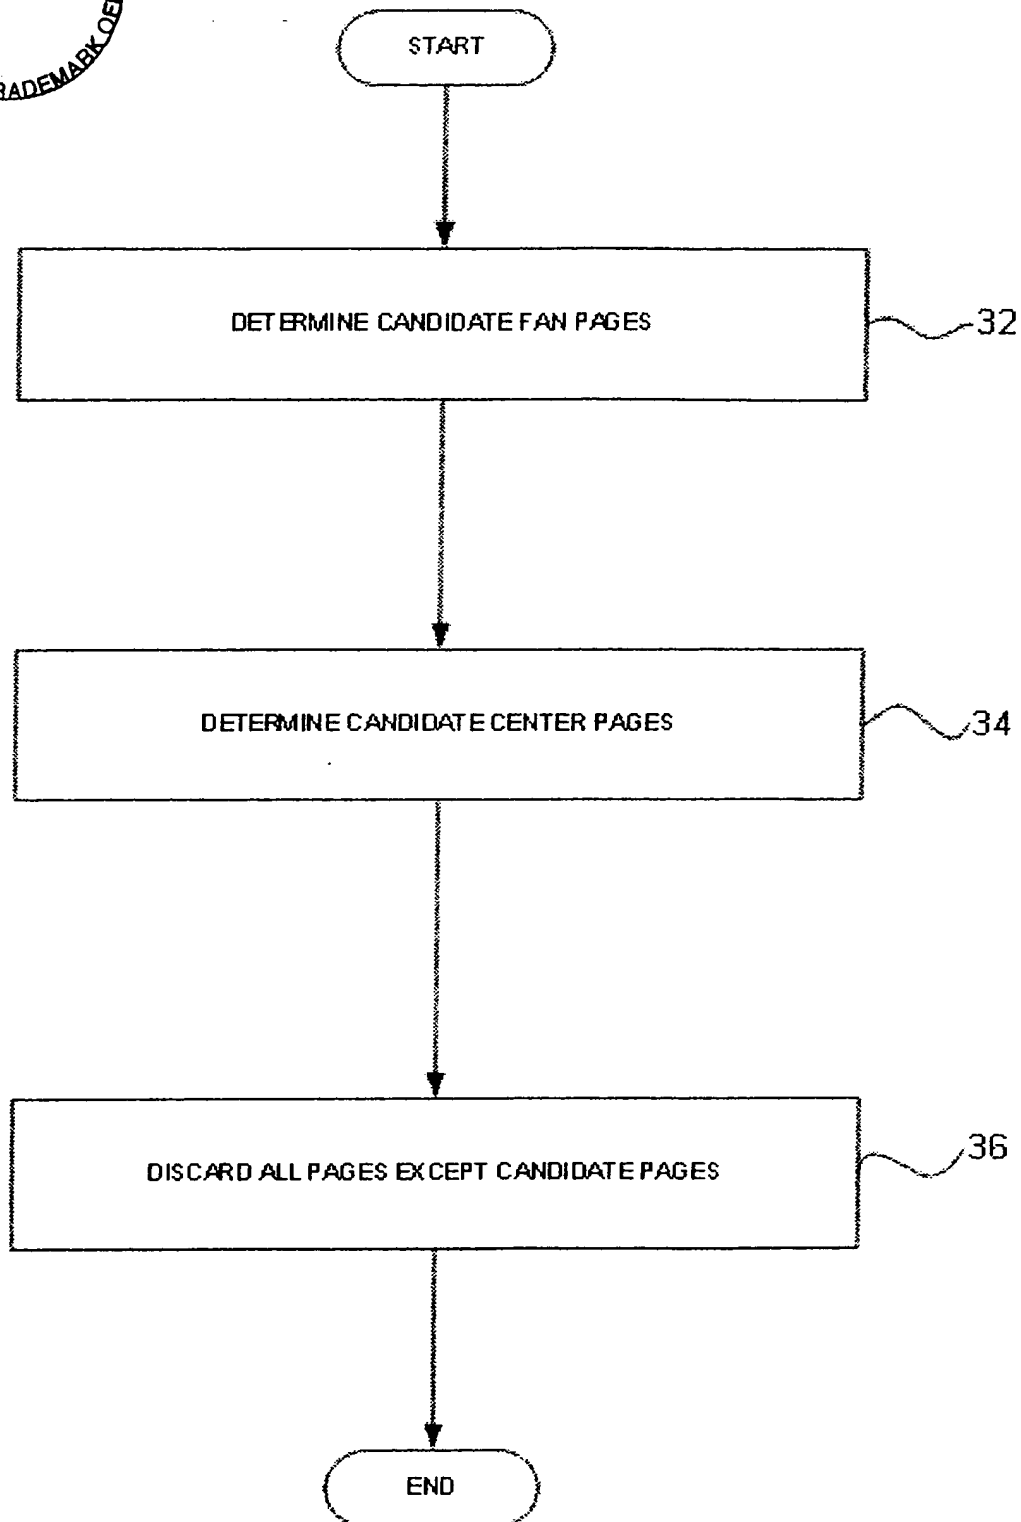 RADEMARK
START
DETERMINE CANDIDATE FAN PAGES
32
DETERMINE CANDIDATE CENTER PAGES
34
DISCARD ALL PAGES EXCEPT CANDIDATE PAGES
36
END